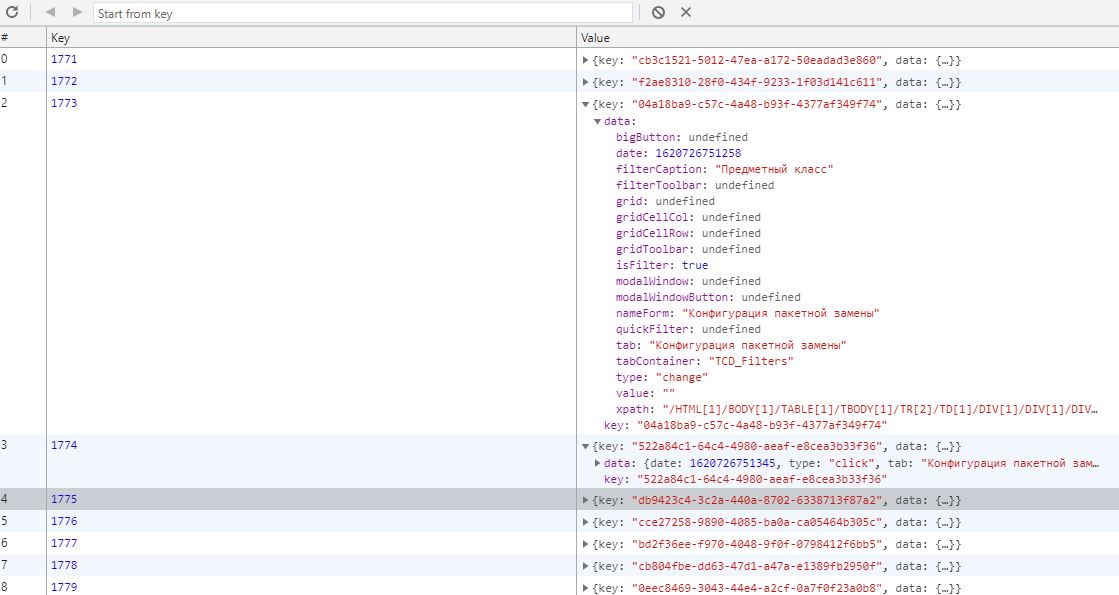 Start from key
# Key Value
0 1771 {key: "cb3c1521-5012-47ea-a172-50eadad3e860", data: {…}}
1 1772 {key: "f2ae8310-28f0-434f-9233-1f03d141c611", data: {…}}
2 1773 {key: "04a18ba9-c57c-4a48-b93f-4377af349f74", data: {…}}
data:
bigButton: undefined
date: 1620726751258
filterCaption: "Предметный класс"
filterToolbar: undefined
grid: undefined
gridCellCol: undefined
gridCellRow: undefined
gridToolbar: undefined
isFilter: true
modalWindow: undefined
modalWindowButton: undefined
nameForm: "Конфигурация пакетной замены"
quickFilter: undefined
tab: "Конфигурация пакетной замены"
tabContainer: "TCD_Filters"
type: "change"
value: ""
xpath: "/HTML[1]/BODY[1]/TABLE[1]/TBODY[1]/TR[2]/TD[1]/DIV[1]/DIV[1]/DIV…
key: "04a18ba9-c57c-4a48-b93f-4377af349f74"
3 1774 {key: "522a84c1-64c4-4980-aeaf-e8cea3b33f36", data: {…}}
data: {date: 1620726751345, type: "click", tab: "Конфигурация пакетной зам…
key: "522a84c1-64c4-4980-aeaf-e8cea3b33f36"
4 1775 {key: "db9423c4-3c2a-440a-8702-6338713f87a2", data: {…}}
5 1776 {key: "cce27258-9890-4085-ba0a-ca05464b305c", data: {…}}
6 1777 {key: "bd2f36ee-f970-4048-9f0f-0798412f6bb5", data: {…}}
7 1778 {key: "cb804fbe-dd63-47d1-a47a-e1389fb2950f", data: {…}}
8 1779 {key: "0eec8469-3043-44e4-a2cf-0a7f0f23a0b8", data: {…}}